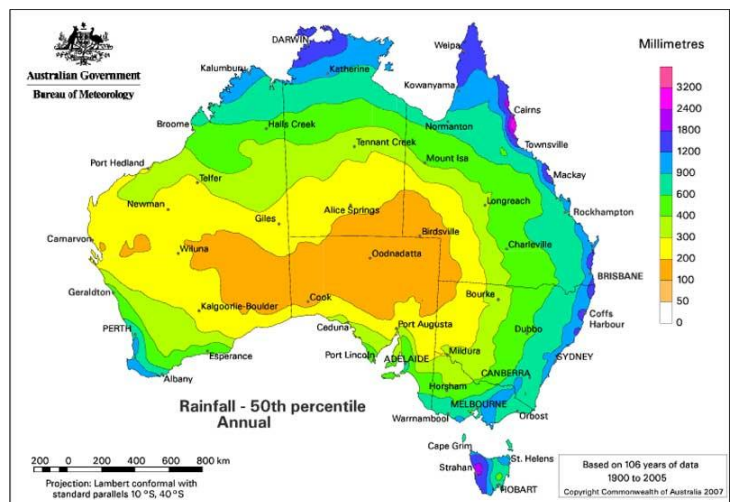 Australian Government
Bureau of Meteorology
Millimetres
3200
2400
1800
1200
900
600
400
300
200
100
50
0
DARWIN
Weipa
Kalumburu
Katherine
Kowanyama
Cairns
Broome
Halls Creek
Normanton
Townsville
Tennant Creek
Mount Isa
Port Hedland
Mackay
Telfer
Newman
Longreach
Rockhampton
Giles
Alice Springs
Carnarvon
Birdsville
Wiluna
Oodnadatta
Charleville
BRISBANE
Geraldton
Cook
Bourke
Kalgoorlie-Boulder
Coffs
Harbour
PERTH
Ceduna
Port Augusta
Dubbo
Esperance
Port Lincoln
ADELAIDE
Mildura
SYDNEY
Albany
CANBERRA
Horsham
MELBOURNE
Warrnambool
Orbost
Rainfall - 50th percentile
Annual
Cape Grim
St. Helens
Strahan
HOBART
200 0 200 400 600 800 km
Projection: Lambert conformal with
standard parallels 10 °S, 40 °S
Based on 106 years of data
1900 to 2005
Copyright Commonwealth of Australia 2007